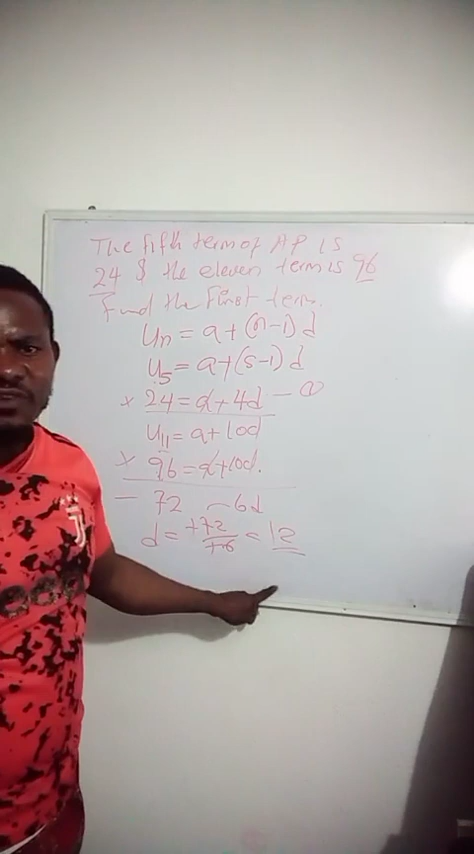 The fifth term of AP is
24 & the eleven term is 96
Find the first term.
Un = a + (n-1)d
U5 = a + (5-1)d
x 24 = a + 4d - ①
U11 = a + 10d
x 96 = a + 10d.
- 72 - 6d
d = +72/+6 = 12